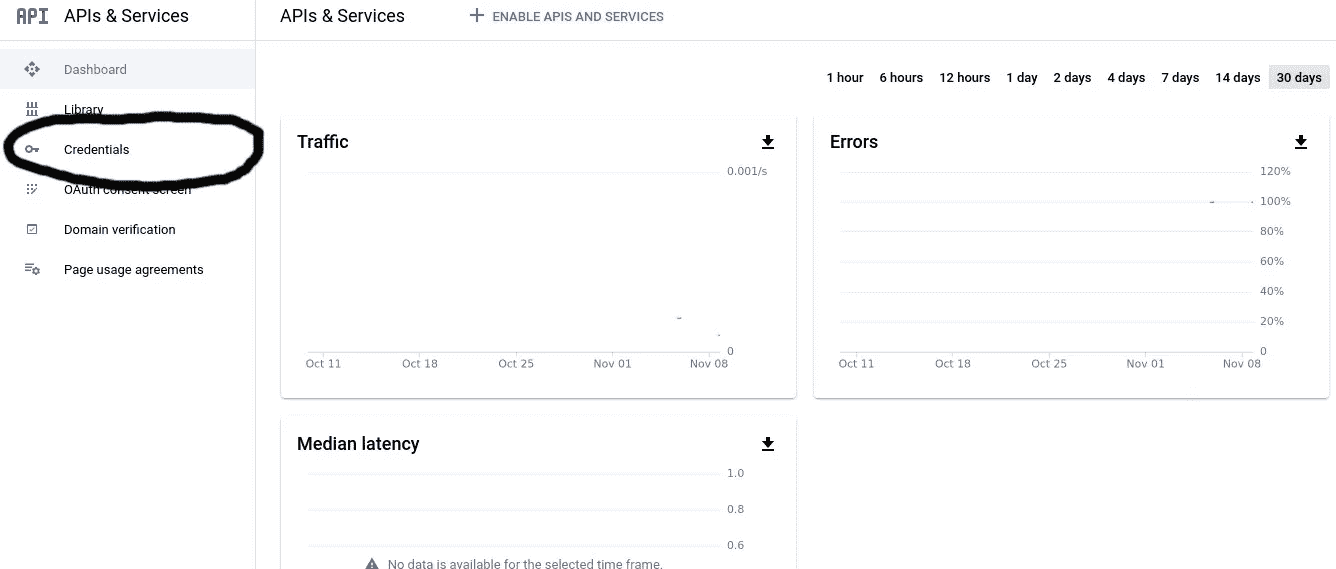 API APIs & Services
APIs & Services
ENABLE APIS AND SERVICES
Dashboard
Library
Credentials
OAuth consent screen
Domain verification
Page usage agreements
1 hour 6 hours 12 hours 1 day 2 days 4 days 7 days 14 days 30 days
Traffic
0.001/s
0
Oct 11 Oct 18 Oct 25 Nov 01 Nov 08
Errors
120%
100%
80%
60%
40%
20%
0
Oct 11 Oct 18 Oct 25 Nov 01 Nov 08
Median latency
1.0
0.8
0.6
No data is available for the selected time frame.